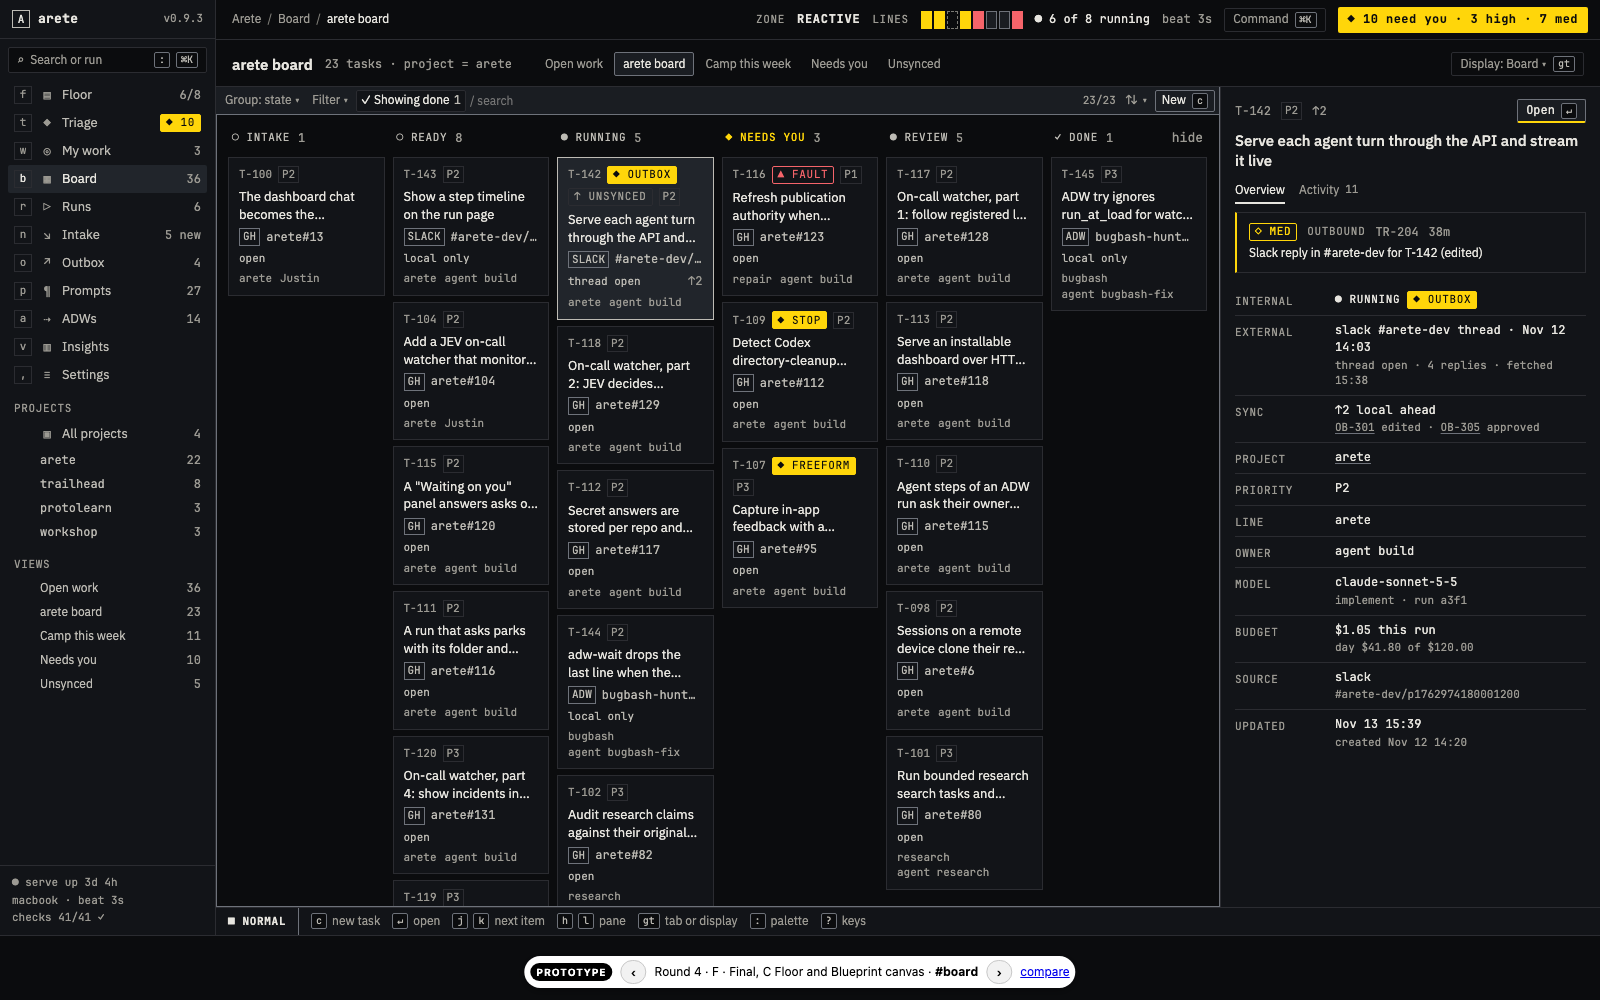 A arete v0.9.3
Search or run : ⌘K
f Floor 6/8
t Triage ◆ 10
w My work 3
b Board 36
r Runs 6
n Intake 5 new
o Outbox 4
p Prompts 27
a ADWs 14
v Insights
, Settings
PROJECTS
All projects 4
arete 22
trailhead 8
protolearn 3
workshop 3
VIEWS
Open work 36
arete board 23
Camp this week 11
Needs you 10
Unsynced 5
serve up 3d 4h
macbook · beat 3s
checks 41/41 ✓
Arete / Board / arete board
ZONE REACTIVE LINES ● 6 of 8 running beat 3s Command ⌘K ◆ 10 need you · 3 high · 7 med
arete board 23 tasks · project = arete Open work arete board Camp this week Needs you Unsynced Display: Board ▾ gt
Group: state ▾ Filter ▾ ✓ Showing done 1 / search 23/23 ↑↓ ▾ New c
○ INTAKE 1
T-100 P2
The dashboard chat
becomes the…
GH arete#13
open
arete Justin
○ READY 8
T-143 P2
Show a step timeline
on the run page
SLACK #arete-dev/…
local only
arete agent build
T-104 P2
Add a JEV on-call
watcher that monitor…
GH arete#104
open
arete Justin
T-115 P2
A "Waiting on you"
panel answers asks o…
GH arete#120
open
arete agent build
T-111 P2
A run that asks parks
with its folder and…
GH arete#116
open
arete agent build
T-120 P3
On-call watcher, part
4: show incidents in…
GH arete#131
open
arete agent build
T-119 P3
● RUNNING 5
T-142 ◆ OUTBOX
↑ UNSYNCED P2
Serve each agent turn
through the API and…
SLACK #arete-dev/…
thread open ↑2
arete agent build
T-118 P2
On-call watcher, part
2: JEV decides…
GH arete#129
open
arete agent build
T-112 P2
Secret answers are
stored per repo and…
GH arete#117
open
arete agent build
T-144 P2
adw-wait drops the
last line when the…
ADW bugbash-hunt…
local only
bugbash
agent bugbash-fix
T-102 P3
Audit research claims
against their original…
GH arete#82
open
research
◆ NEEDS YOU 3
T-116 ▲ FAULT P1
Refresh publication
authority when…
GH arete#123
open
repair agent build
T-109 ◆ STOP P2
Detect Codex
directory-cleanup…
GH arete#112
open
arete agent build
T-107 ◆ FREEFORM
P3
Capture in-app
feedback with a…
GH arete#95
open
arete agent build
● REVIEW 5
T-117 P2
On-call watcher, part
1: follow registered l…
GH arete#128
open
arete agent build
T-113 P2
Serve an installable
dashboard over HTT…
GH arete#118
open
arete agent build
T-110 P2
Agent steps of an ADW
run ask their owner…
GH arete#115
open
arete agent build
T-098 P2
Sessions on a remote
device clone their re…
GH arete#6
open
arete agent build
T-101 P3
Run bounded research
search tasks and…
GH arete#80
open
research
agent research
✓ DONE 1 hide
T-145 P3
ADW try ignores
run_at_load for watc…
ADW bugbash-hunt…
local only
bugbash
agent bugbash-fix
T-142 P2 ↑2 Open ↵
Serve each agent turn through the API and stream
it live
Overview Activity 11
◇ MED OUTBOUND TR-204 38m
Slack reply in #arete-dev for T-142 (edited)
INTERNAL ● RUNNING ◆ OUTBOX
EXTERNAL slack #arete-dev thread · Nov 12
14:03
thread open · 4 replies · fetched
15:38
SYNC ↑2 local ahead
OB-301 edited · OB-305 approved
PROJECT arete
PRIORITY P2
LINE arete
OWNER agent build
MODEL claude-sonnet-5-5
implement · run a3f1
BUDGET $1.05 this run
day $41.80 of $120.00
SOURCE slack
#arete-dev/p1762974180001200
UPDATED Nov 13 15:39
created Nov 12 14:20
■ NORMAL c new task ↵ open j k next item h l pane gt tab or display : palette ? keys
PROTOTYPE ‹ Round 4 · F · Final, C Floor and Blueprint canvas · #board › compare